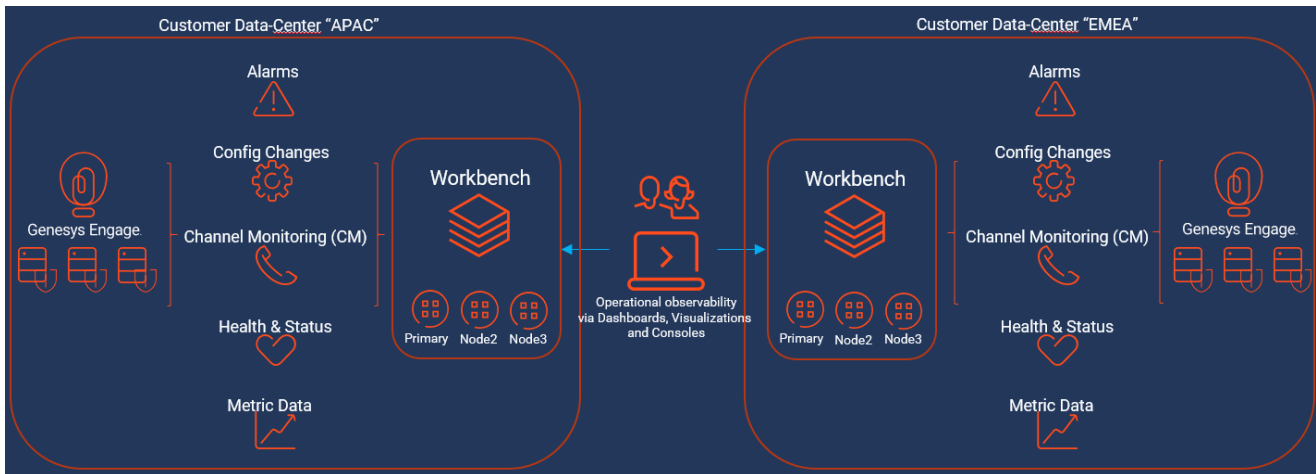 Customer Data-Center “APAC”
Alarms
Config Changes
Genesys Engage.
Channel Monitoring (CM)
Health & Status
Metric Data
Workbench
Primary
Node2
Node3
Operational observability
via Dashboards, Visualizations
and Consoles
Customer Data-Center “EMEA”
Workbench
Primary
Node2
Node3
Alarms
Config Changes
Channel Monitoring (CM)
Health & Status
Metric Data
Genesys Engage.